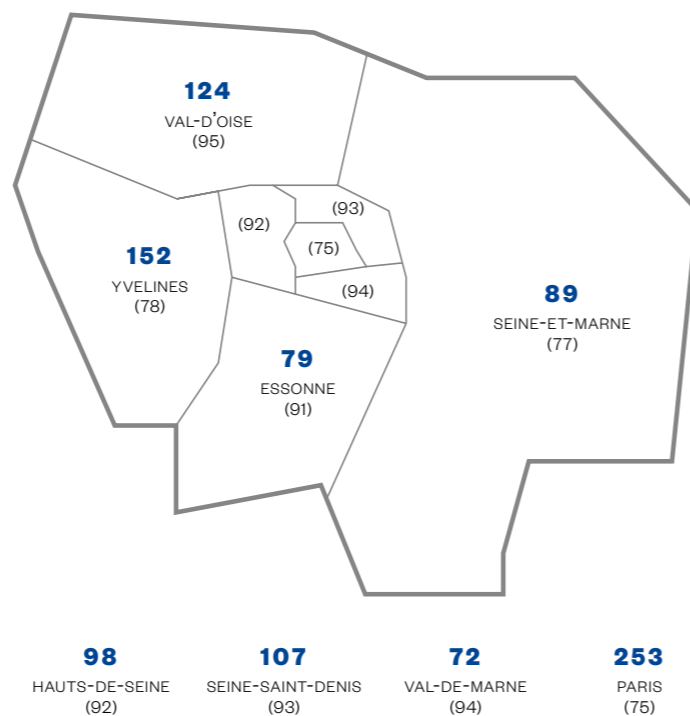 124
VAL-D'OISE
(95)
(93)
(92)
(75)
152
YVELINES
(78)
(94)
89
SEINE-ET-MARNE
(77)
79
ESSONNE
(91)
98
HAUTS-DE-SEINE
(92)
107
SEINE-SAINT-DENIS
(93)
72
VAL-DE-MARNE
(94)
253
PARIS
(75)